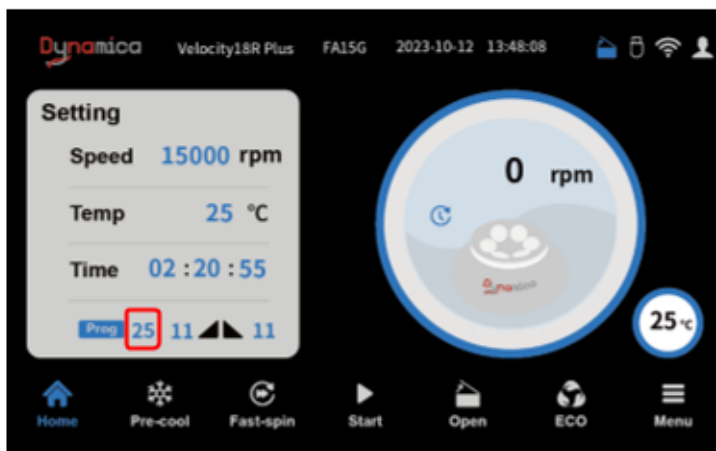 Dynamica Velocity18R Plus FA15G 2023-10-12 13:48:08
Setting
Speed 15000 rpm
Temp 25 °C
Time 02 : 20 : 55
Prog 25 11 11
0 rpm
Dynamica
25 °C
Home Pre-cool Fast-spin Start Open ECO Menu